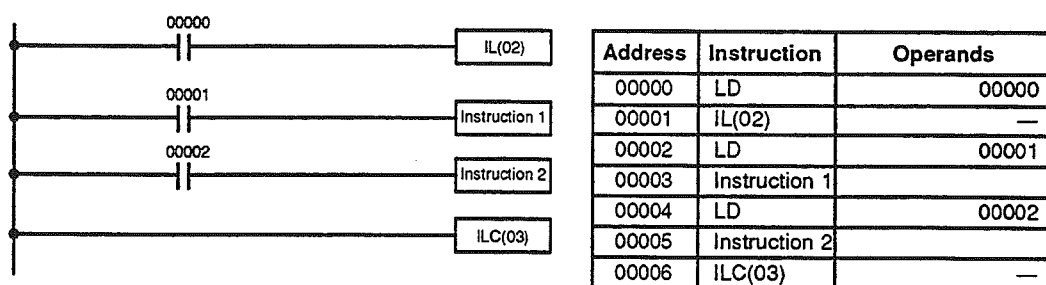 00000
IL(02)
00001
Instruction 1
00002
Instruction 2
ILC(03)
Address Instruction Operands
00000 LD 00000
00001 IL(02) —
00002 LD 00001
00003 Instruction 1
00004 LD 00002
00005 Instruction 2
00006 ILC(03) —